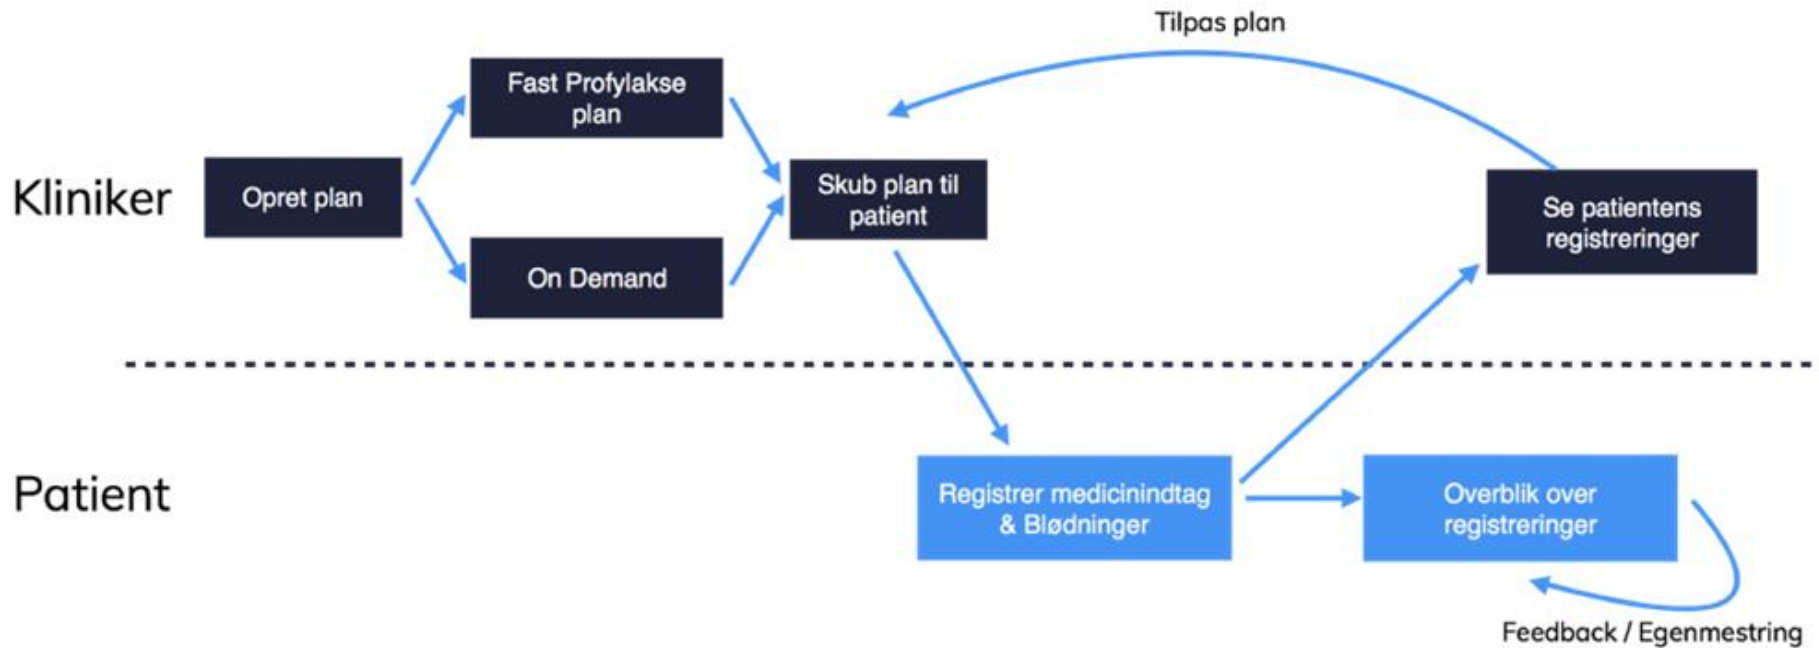 Tilpas plan
Fast Profylakse
plan
Kliniker
Opret plan
Skub plan til
patient
Se patientens
registreringer
On Demand
Patient
Registrer medicinindtag
& Blødninger
Overblik over
registreringer
Feedback / Egenmestring